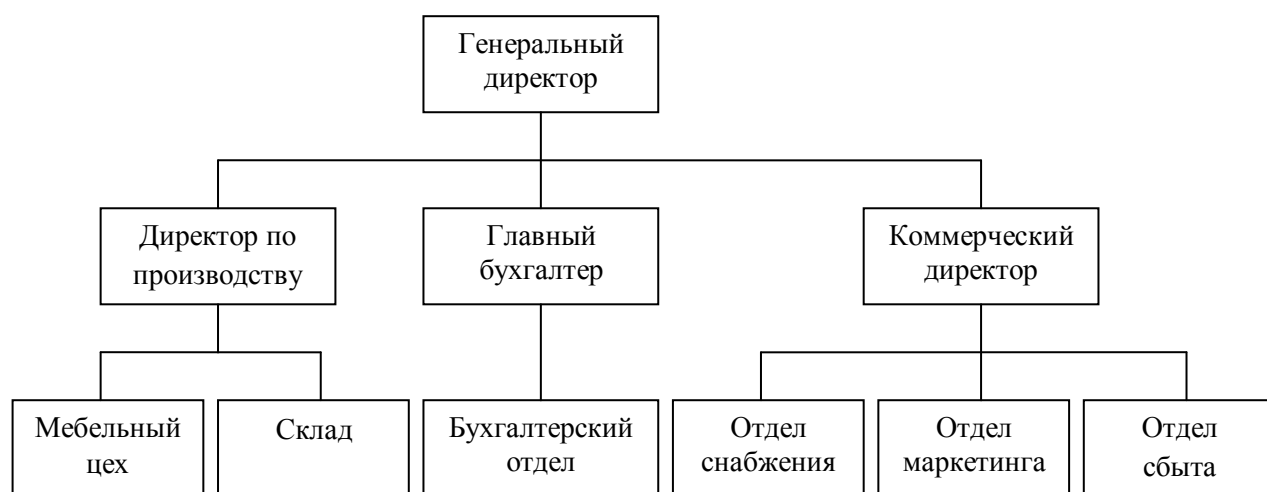 Генеральный
директор
Директор по
производству
Главный
бухгалтер
Коммерческий
директор
Мебельный
цех
Склад
Бухгалтерский
отдел
Отдел
снабжения
Отдел
маркетинга
Отдел
сбыта